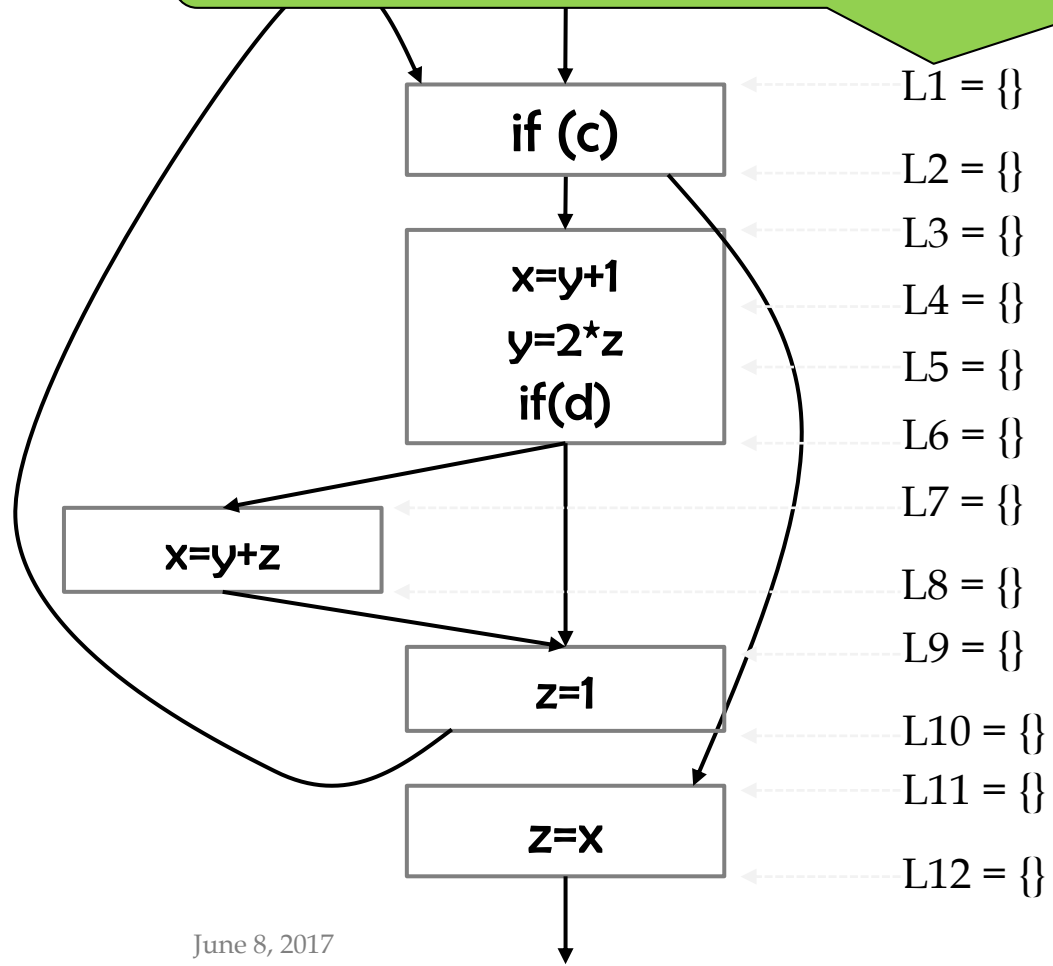 if (c)
x=y+1
y=2*z
if(d)
x=y+z
z=1
z=x
L1 = {}
L2 = {}
L3 = {}
L4 = {}
L5 = {}
L6 = {}
L7 = {}
L8 = {}
L9 = {}
L10 = {}
L11 = {}
L12 = {}
June 8, 2017